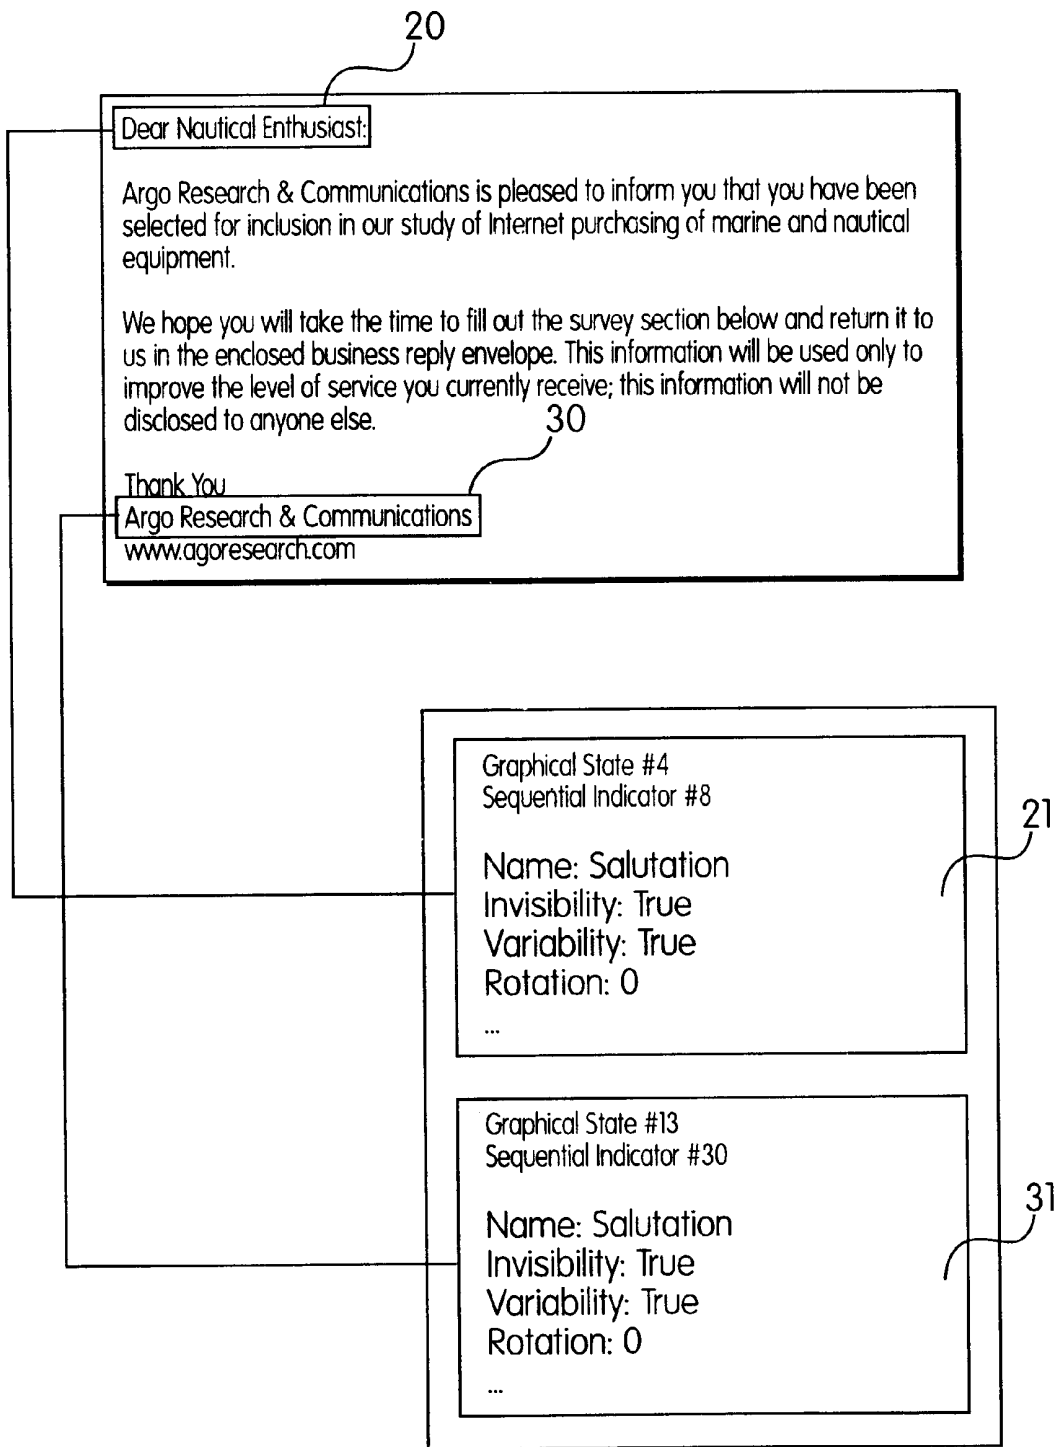 20
Dear Nautical Enthusiast:
Argo Research & Communications is pleased to inform you that you have been
selected for inclusion in our study of Internet purchasing of marine and nautical
equipment.
We hope you will take the time to fill out the survey section below and return it to
us in the enclosed business reply envelope. This information will be used only to
improve the level of service you currently receive; this information will not be
disclosed to anyone else.
30
Thank You
Argo Research & Communications
www.agoresearch.com
Graphical State #4
Sequential Indicator #8
21
Name: Salutation
Invisibility: True
Variability: True
Rotation: 0
...
Graphical State #13
Sequential Indicator #30
31
Name: Salutation
Invisibility: True
Variability: True
Rotation: 0
...